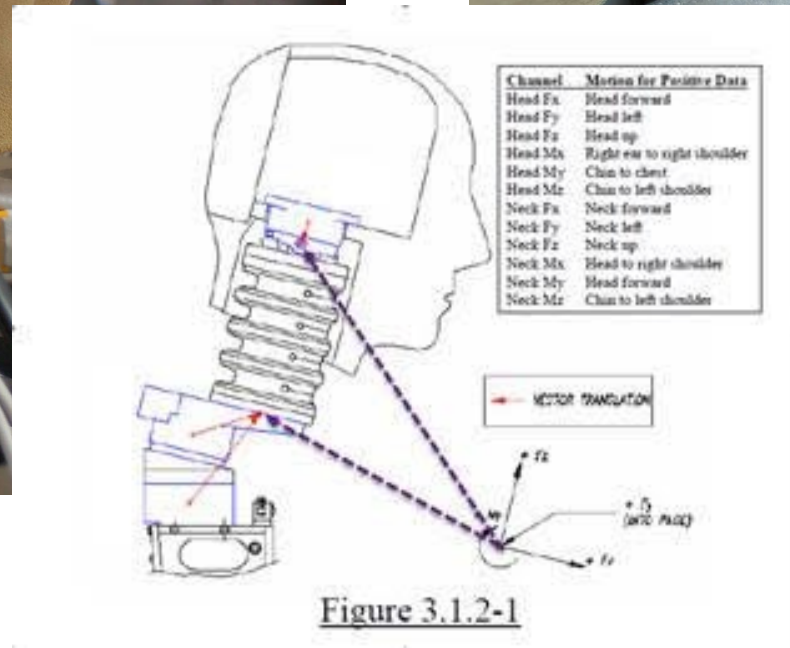 Channel Motion for Positive Data
Head Fx Head forward
Head Fy Head left
Head Fz Head up
Head Mx Right ear to right shoulder
Head My Chin to chest
Head Mz Chin to left shoulder
Neck Fx Neck forward
Neck Fy Neck left
Neck Fz Neck up
Neck Mx Head to right shoulder
Neck My Head forward
Neck Mz Chin to left shoulder
VECTOR TRANSLATION
+ Fz
+ Fy
(INTO PAGE)
+ Fx
Figure 3.1.2-1